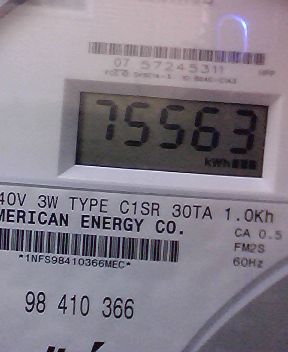 07 57245311
75563
kWh
40V 3W TYPE C1SR 30TA 1.0Kh
MERICAN ENERGY CO.
CA 0.5
FM2S
*1NFS98410366MEC*
60Hz
98 410 366